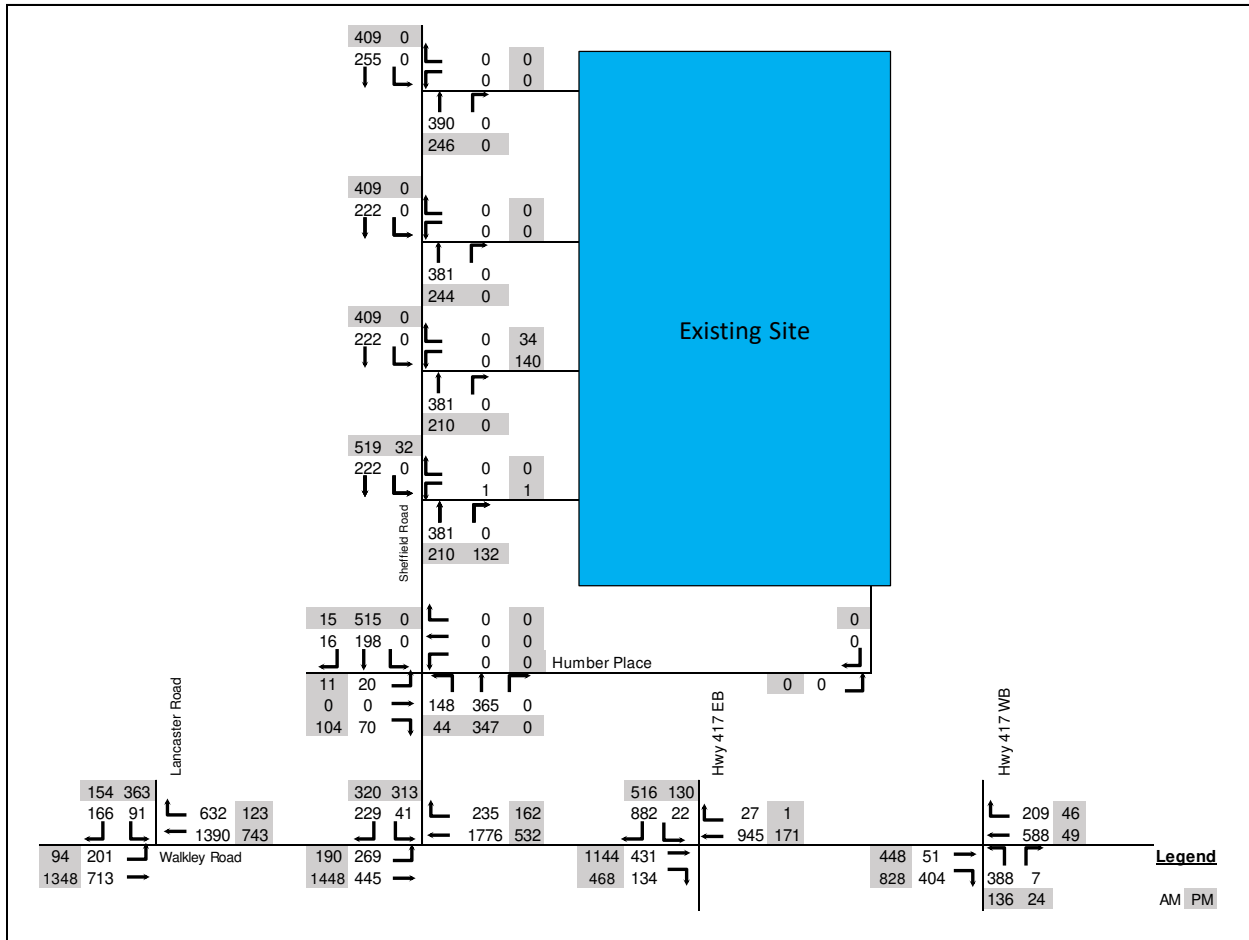 409 0
255 0 0 0
0 0
390 0
246 0
409 0
222 0 0 0
0 0
381 0
244 0
Existing Site
409 0
222 0 0 34
0 140
381 0
210 0
519 32
222 0 0 0
1 1
381 0
210 132
Sheffield Road
15 515 0 0 0
16 198 0 0 0
0 0
Humber Place
0
0
11 20
0 0
104 70
148 365 0
44 347 0
0 0
Lancaster Road
Hwy 417 EB
Hwy 417 WB
154 363
166 91
632 123
1390 743
320 313
229 41
235 162
1776 532
516 130
882 22
27 1
945 171
209 46
588 49
94 201
1348 713
Walkley Road
190 269
1448 445
1144 431
468 134
448 51
828 404
388 7
136 24
Legend
AM PM